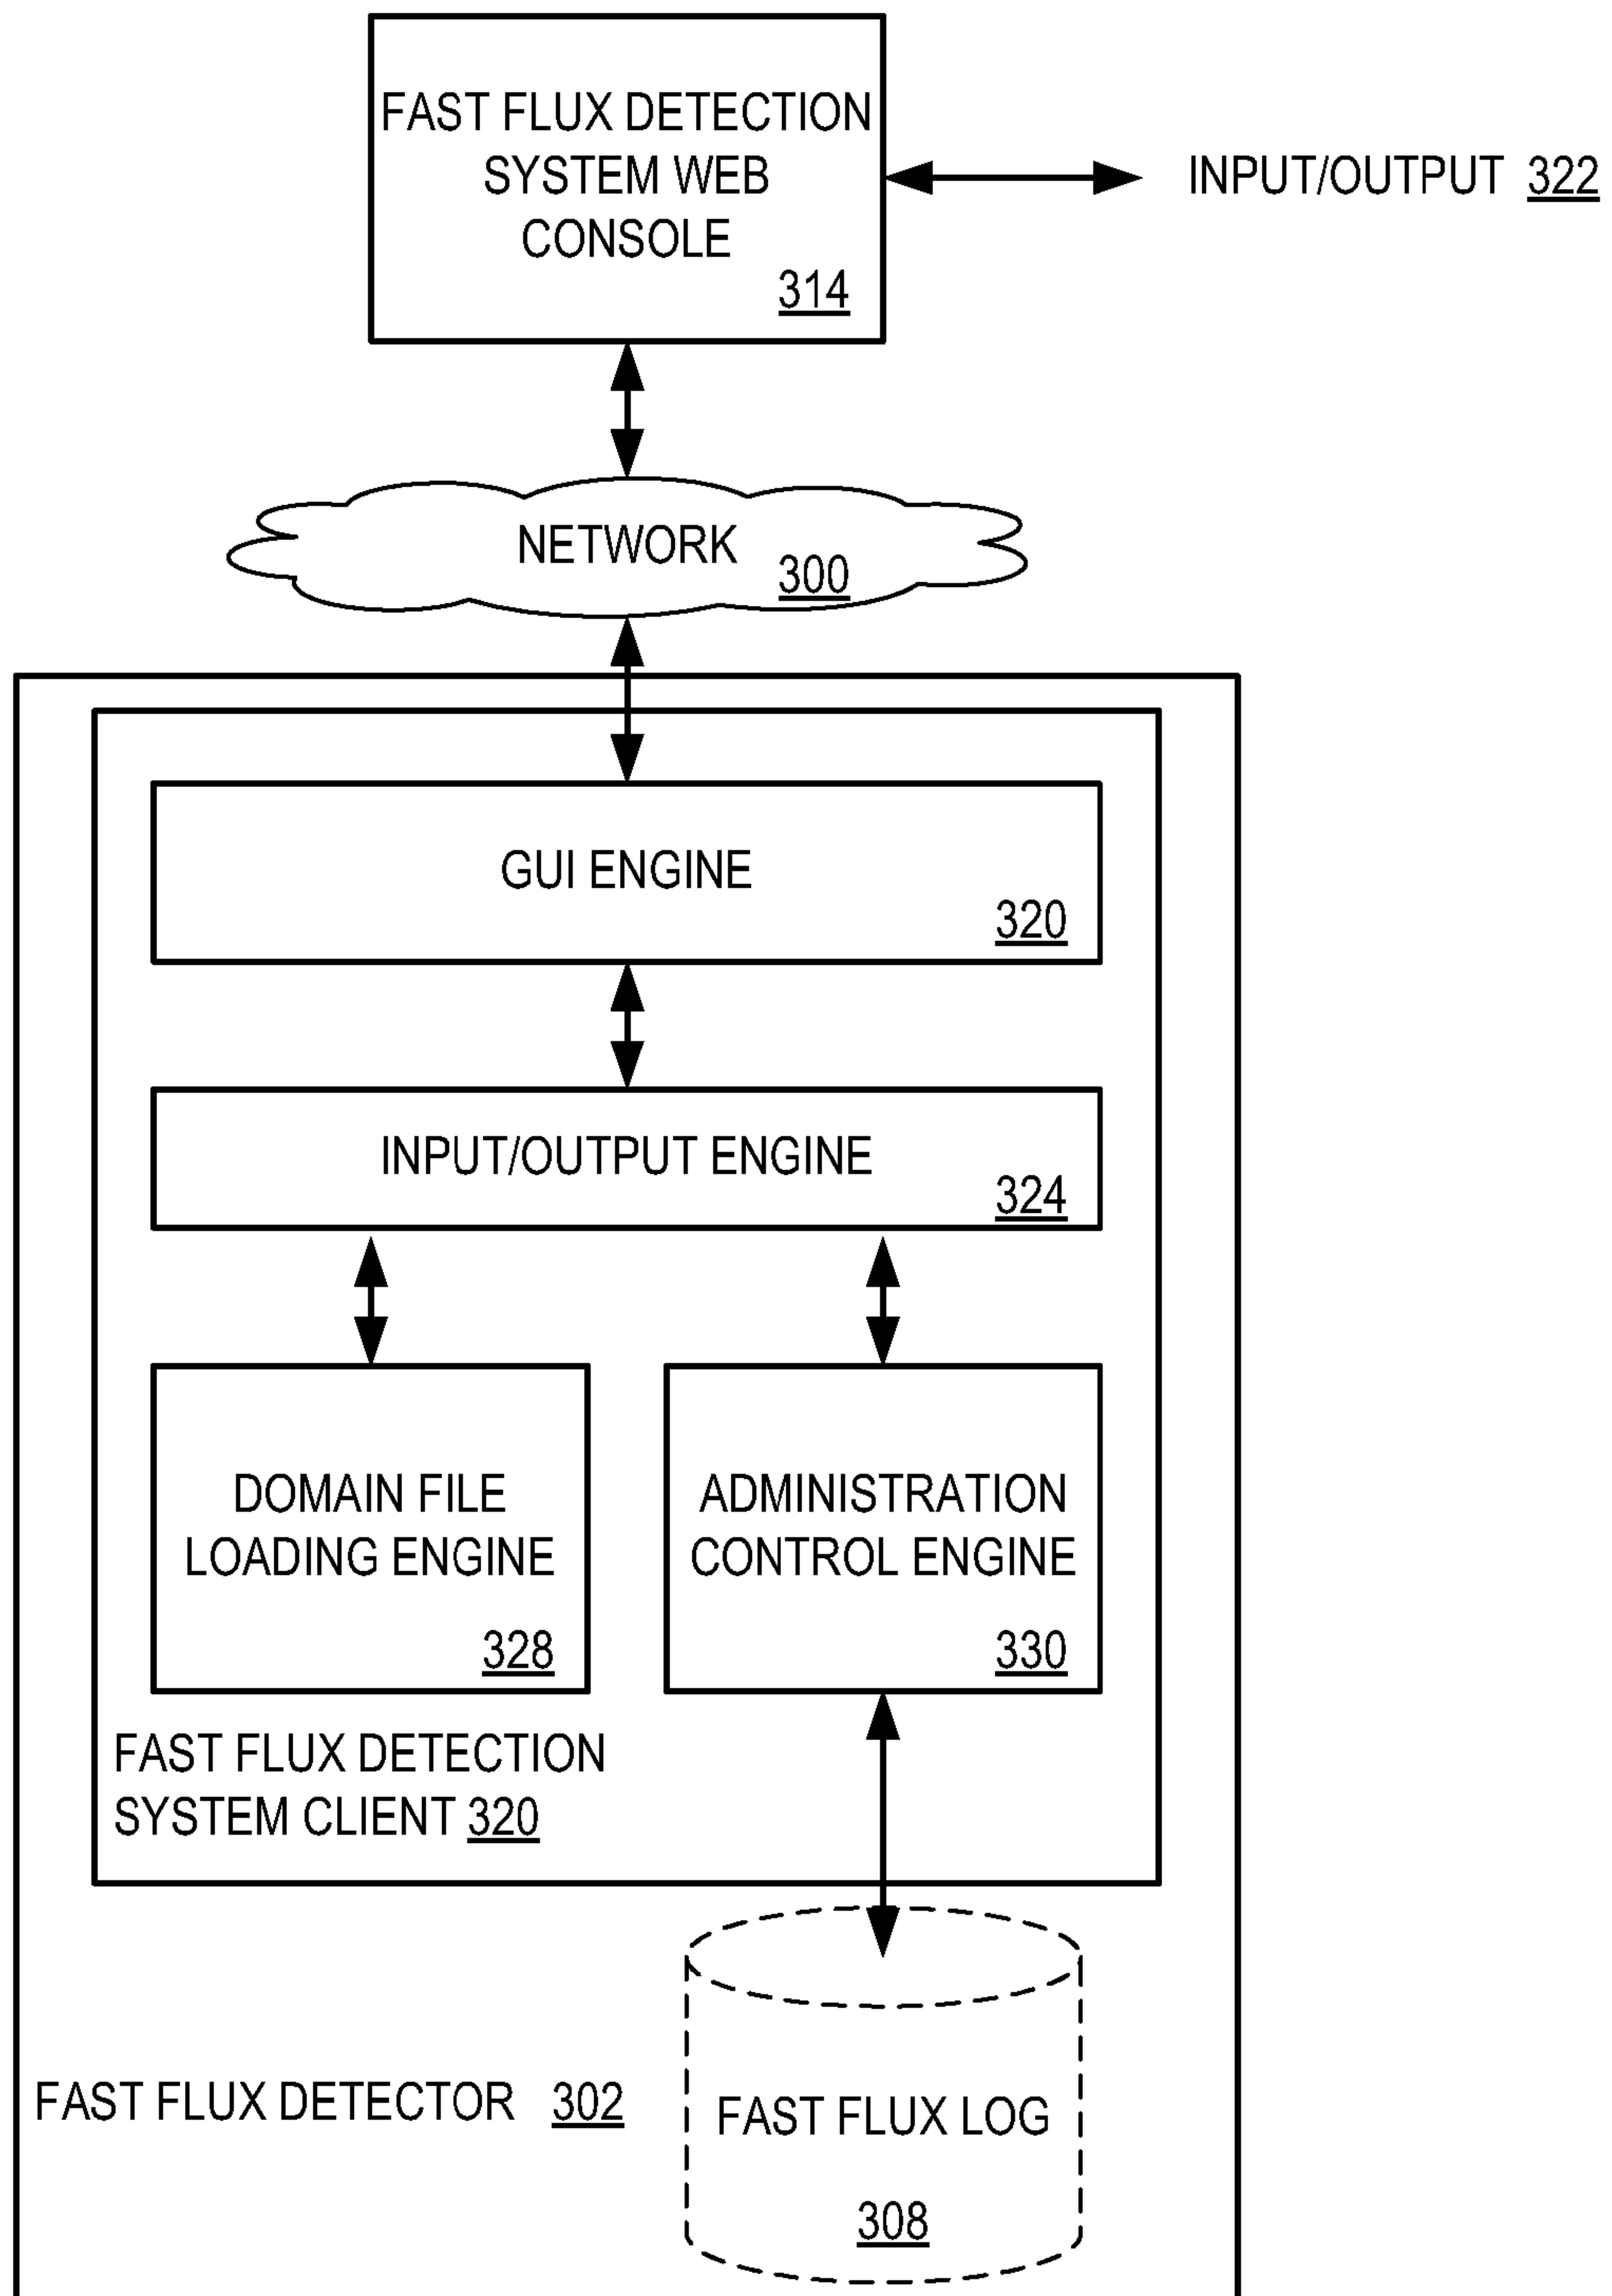 FAST FLUX DETECTION
SYSTEM WEB
CONSOLE
314
INPUT/OUTPUT 322
NETWORK
300
GUI ENGINE
320
INPUT/OUTPUT ENGINE
324
DOMAIN FILE
LOADING ENGINE
328
ADMINISTRATION
CONTROL ENGINE
330
FAST FLUX DETECTION
SYSTEM CLIENT 320
FAST FLUX DETECTOR 302
FAST FLUX LOG
308